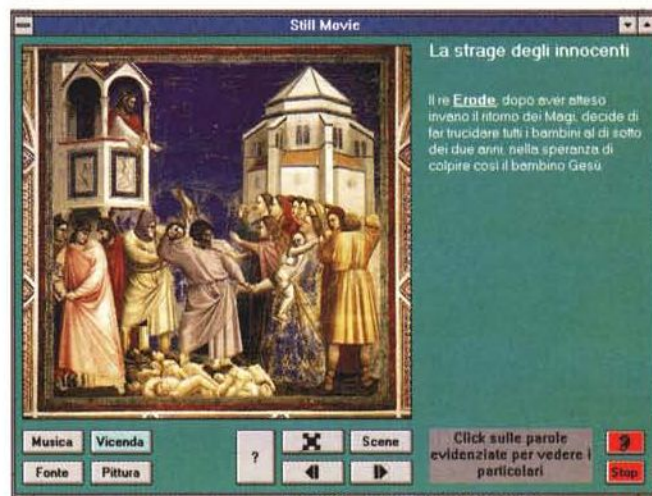 Still Movie
La strage degli innocenti
Il re Erode, dopo aver atteso
invano il ritorno dei Magi, decide di
far trucidare tutti i bambini al di sotto
dei due anni, nella speranza di
colpire così il bambino Gesù.
Musica
Vicenda
?
Scene
Click sulle parole
evidenziate per vedere i
particolari
Fonte
Pittura
Stop